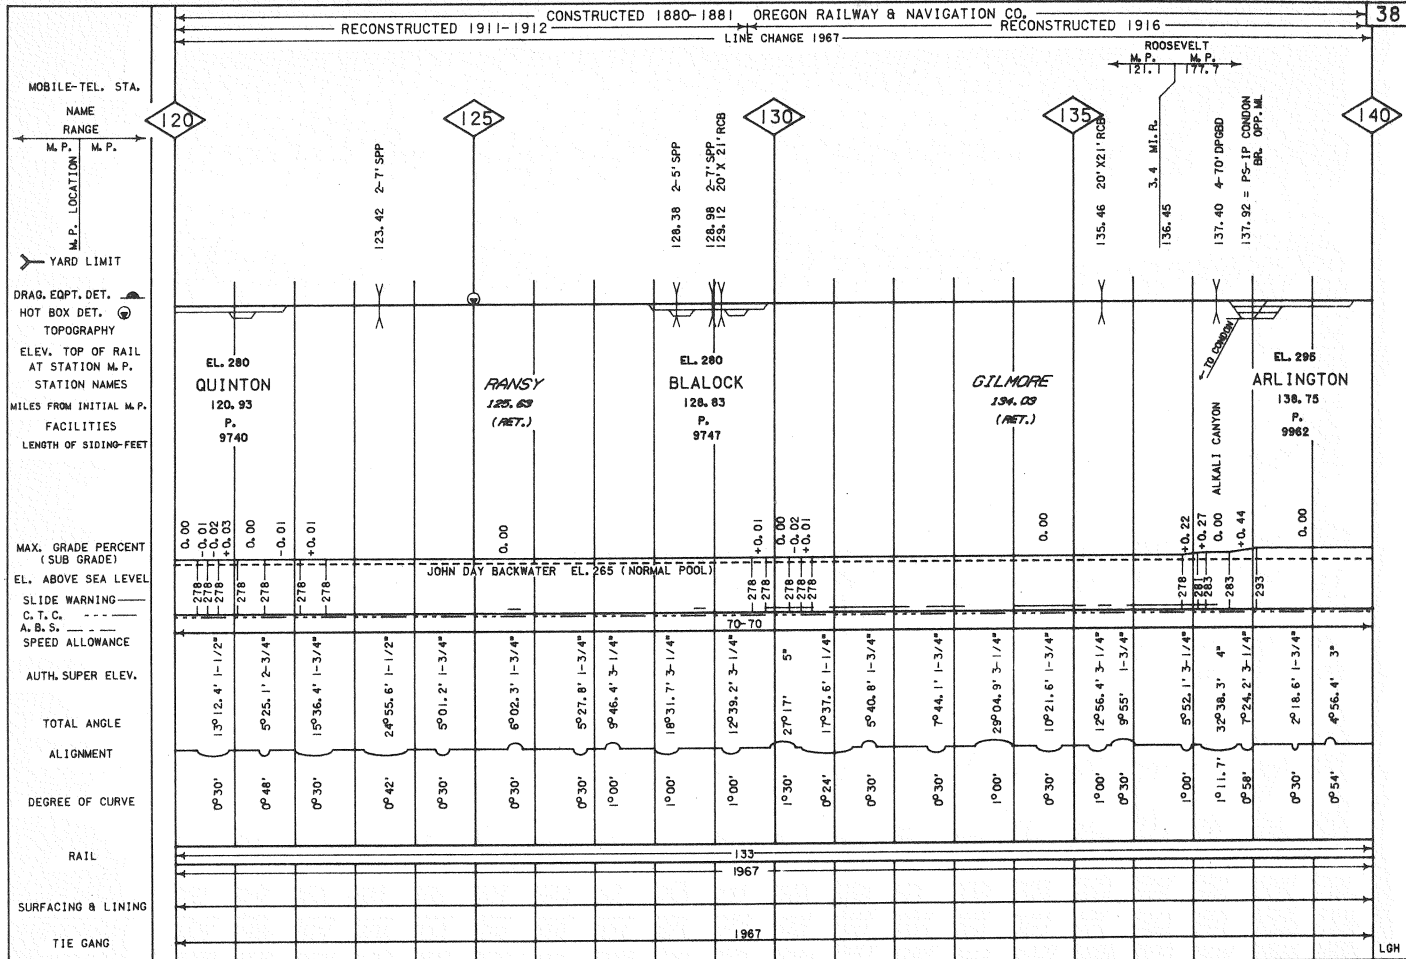 CONSTRUCTED 1880-1881 OREGON RAILWAY & NAVIGATION CO.
38
RECONSTRUCTED 1911-1912
RECONSTRUCTED 1916
LINE CHANGE 1967
ROOSEVELT
M.P. M.P.
121.1 177.7
MOBILE-TEL. STA.
NAME
RANGE
M.P. M.P.
M.P. LOCATION
120
125
130
135
140
123.42 2-7' SPP
128.38 2-5' SPP
128.98 2-7' SPP
129.12 20' X 21' RCB
135.46 20'X21' RCB
3.4 MI.R.
136.45
137.40 4-70' DPGBD
137.92 = PS-IP CONDON
BR. OPP. ML
YARD LIMIT
DRAG. EQPT. DET.
HOT BOX DET.
TOPOGRAPHY
TO CONDON
ELEV. TOP OF RAIL
AT STATION M.P.
STATION NAMES
MILES FROM INITIAL M.P.
FACILITIES
LENGTH OF SIDING-FEET
EL. 280
QUINTON
120.93
P.
9740
RANSY
125.69
(RET.)
EL. 280
BLALOCK
128.83
P.
9747
GILMORE
134.09
(RET.)
ALKALI CANYON
EL. 295
ARLINGTON
138.75
P.
9962
MAX. GRADE PERCENT
(SUB GRADE)
0.00 -0.01 -0.02 +0.03 0.00 -0.01 +0.01 0.00 +0.01 0.00 -0.02 +0.01 0.00 +0.22 +0.27 0.00 +0.44 0.00
JOHN DAY BACKWATER EL. 265 (NORMAL POOL)
EL. ABOVE SEA LEVEL
278 278 278 278 278 278 278 278 278 278 278 278 278 281 283 283 293
SLIDE WARNING
C.T.C.
A.B.S.
SPEED ALLOWANCE
70-70
AUTH. SUPER ELEV.
1-1/2" 2-3/4" 1-3/4" 1-1/2" 1-3/4" 1-3/4" 1-3/4" 3-1/4" 3-1/4" 3-1/4" 5" 1-1/4" 1-3/4" 1-3/4" 3-1/4" 1-3/4" 3-1/4" 1-3/4" 3-1/4" 4" 3-1/4" 1-3/4" 3"
TOTAL ANGLE
13°12.4' 5°25.1' 15°36.4' 24°55.6' 5°01.2' 6°02.3' 5°27.8' 9°46.4' 18°31.7' 12°39.2' 27°17' 17°37.6' 5°40.8' 7°44.1' 29°04.9' 10°21.6' 12°56.4' 9°55' 5°52.1' 32°38.3' 7°24.2' 2°18.6' 4°56.4'
ALIGNMENT
DEGREE OF CURVE
0°30' 0°48' 0°30' 0°42' 0°30' 0°30' 0°30' 1°00' 1°00' 1°00' 1°30' 0°24' 0°30' 0°30' 1°00' 0°30' 1°00' 0°30' 1°00' 1°11.7' 0°58' 0°30' 0°54'
RAIL
133
1967
SURFACING & LINING
TIE GANG
1967
LGH